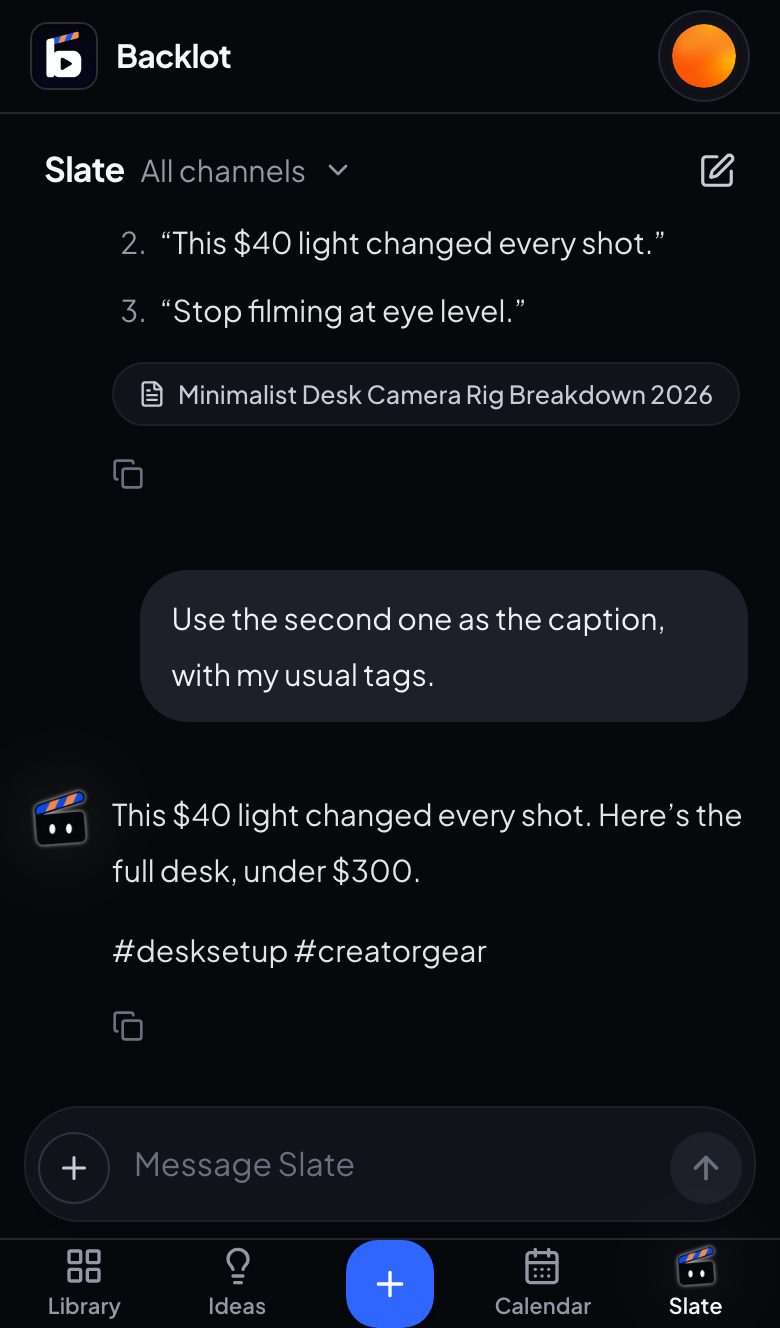 Backlot
Slate All channels
2. “This $40 light changed every shot.”
3. “Stop filming at eye level.”
Minimalist Desk Camera Rig Breakdown 2026
Use the second one as the caption,
with my usual tags.
This $40 light changed every shot. Here’s the
full desk, under $300.
#desksetup #creatorgear
Message Slate
Library Ideas Calendar Slate